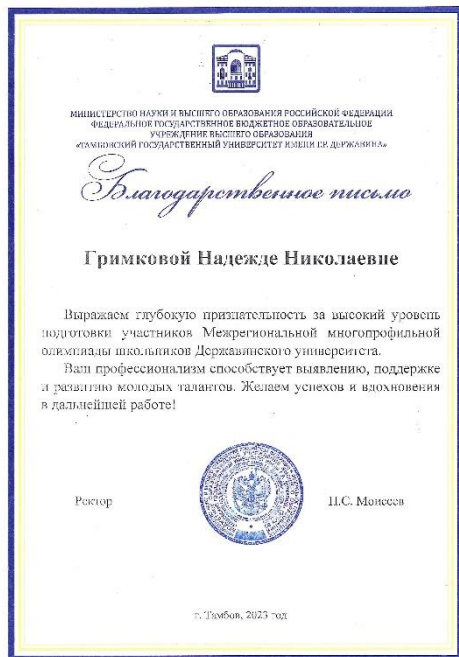 МИНИСТЕРСТВО НАУКИ И ВЫСШЕГО ОБРАЗОВАНИЯ РОССИЙСКОЙ ФЕДЕРАЦИИ
ФЕДЕРАЛЬНОЕ ГОСУДАРСТВЕННОЕ БЮДЖЕТНОЕ ОБРАЗОВАТЕЛЬНОЕ
УЧРЕЖДЕНИЕ ВЫСШЕГО ОБРАЗОВАНИЯ
«ТАМБОВСКИЙ ГОСУДАРСТВЕННЫЙ УНИВЕРСИТЕТ ИМЕНИ Г.Р. ДЕРЖАВИНА»
Благодарственное письмо
Гримковой Надежде Николаевне
Выражаем глубокую признательность за высокий уровень
подготовки участников Межрегиональной многопрофильной
олимпиады школьников Державинского университета.
Ваш профессионализм способствует выявлению, поддержке
и развитию молодых талантов. Желаем успехов и вдохновения
в дальнейшей работе!
Ректор
П.С. Моисеев
г. Тамбов, 2023 год